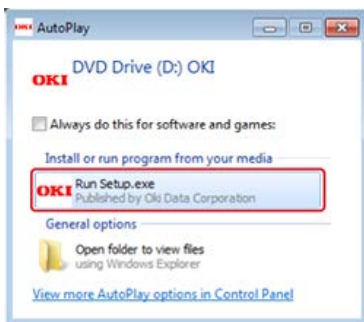 OKI AutoPlay
DVD Drive (D:) OKI
OKI
Always do this for software and games:
Install or run program from your media
OKI Run Setup.exe
Published by Oki Data Corporation
General options
Open folder to view files
using Windows Explorer
View more AutoPlay options in Control Panel